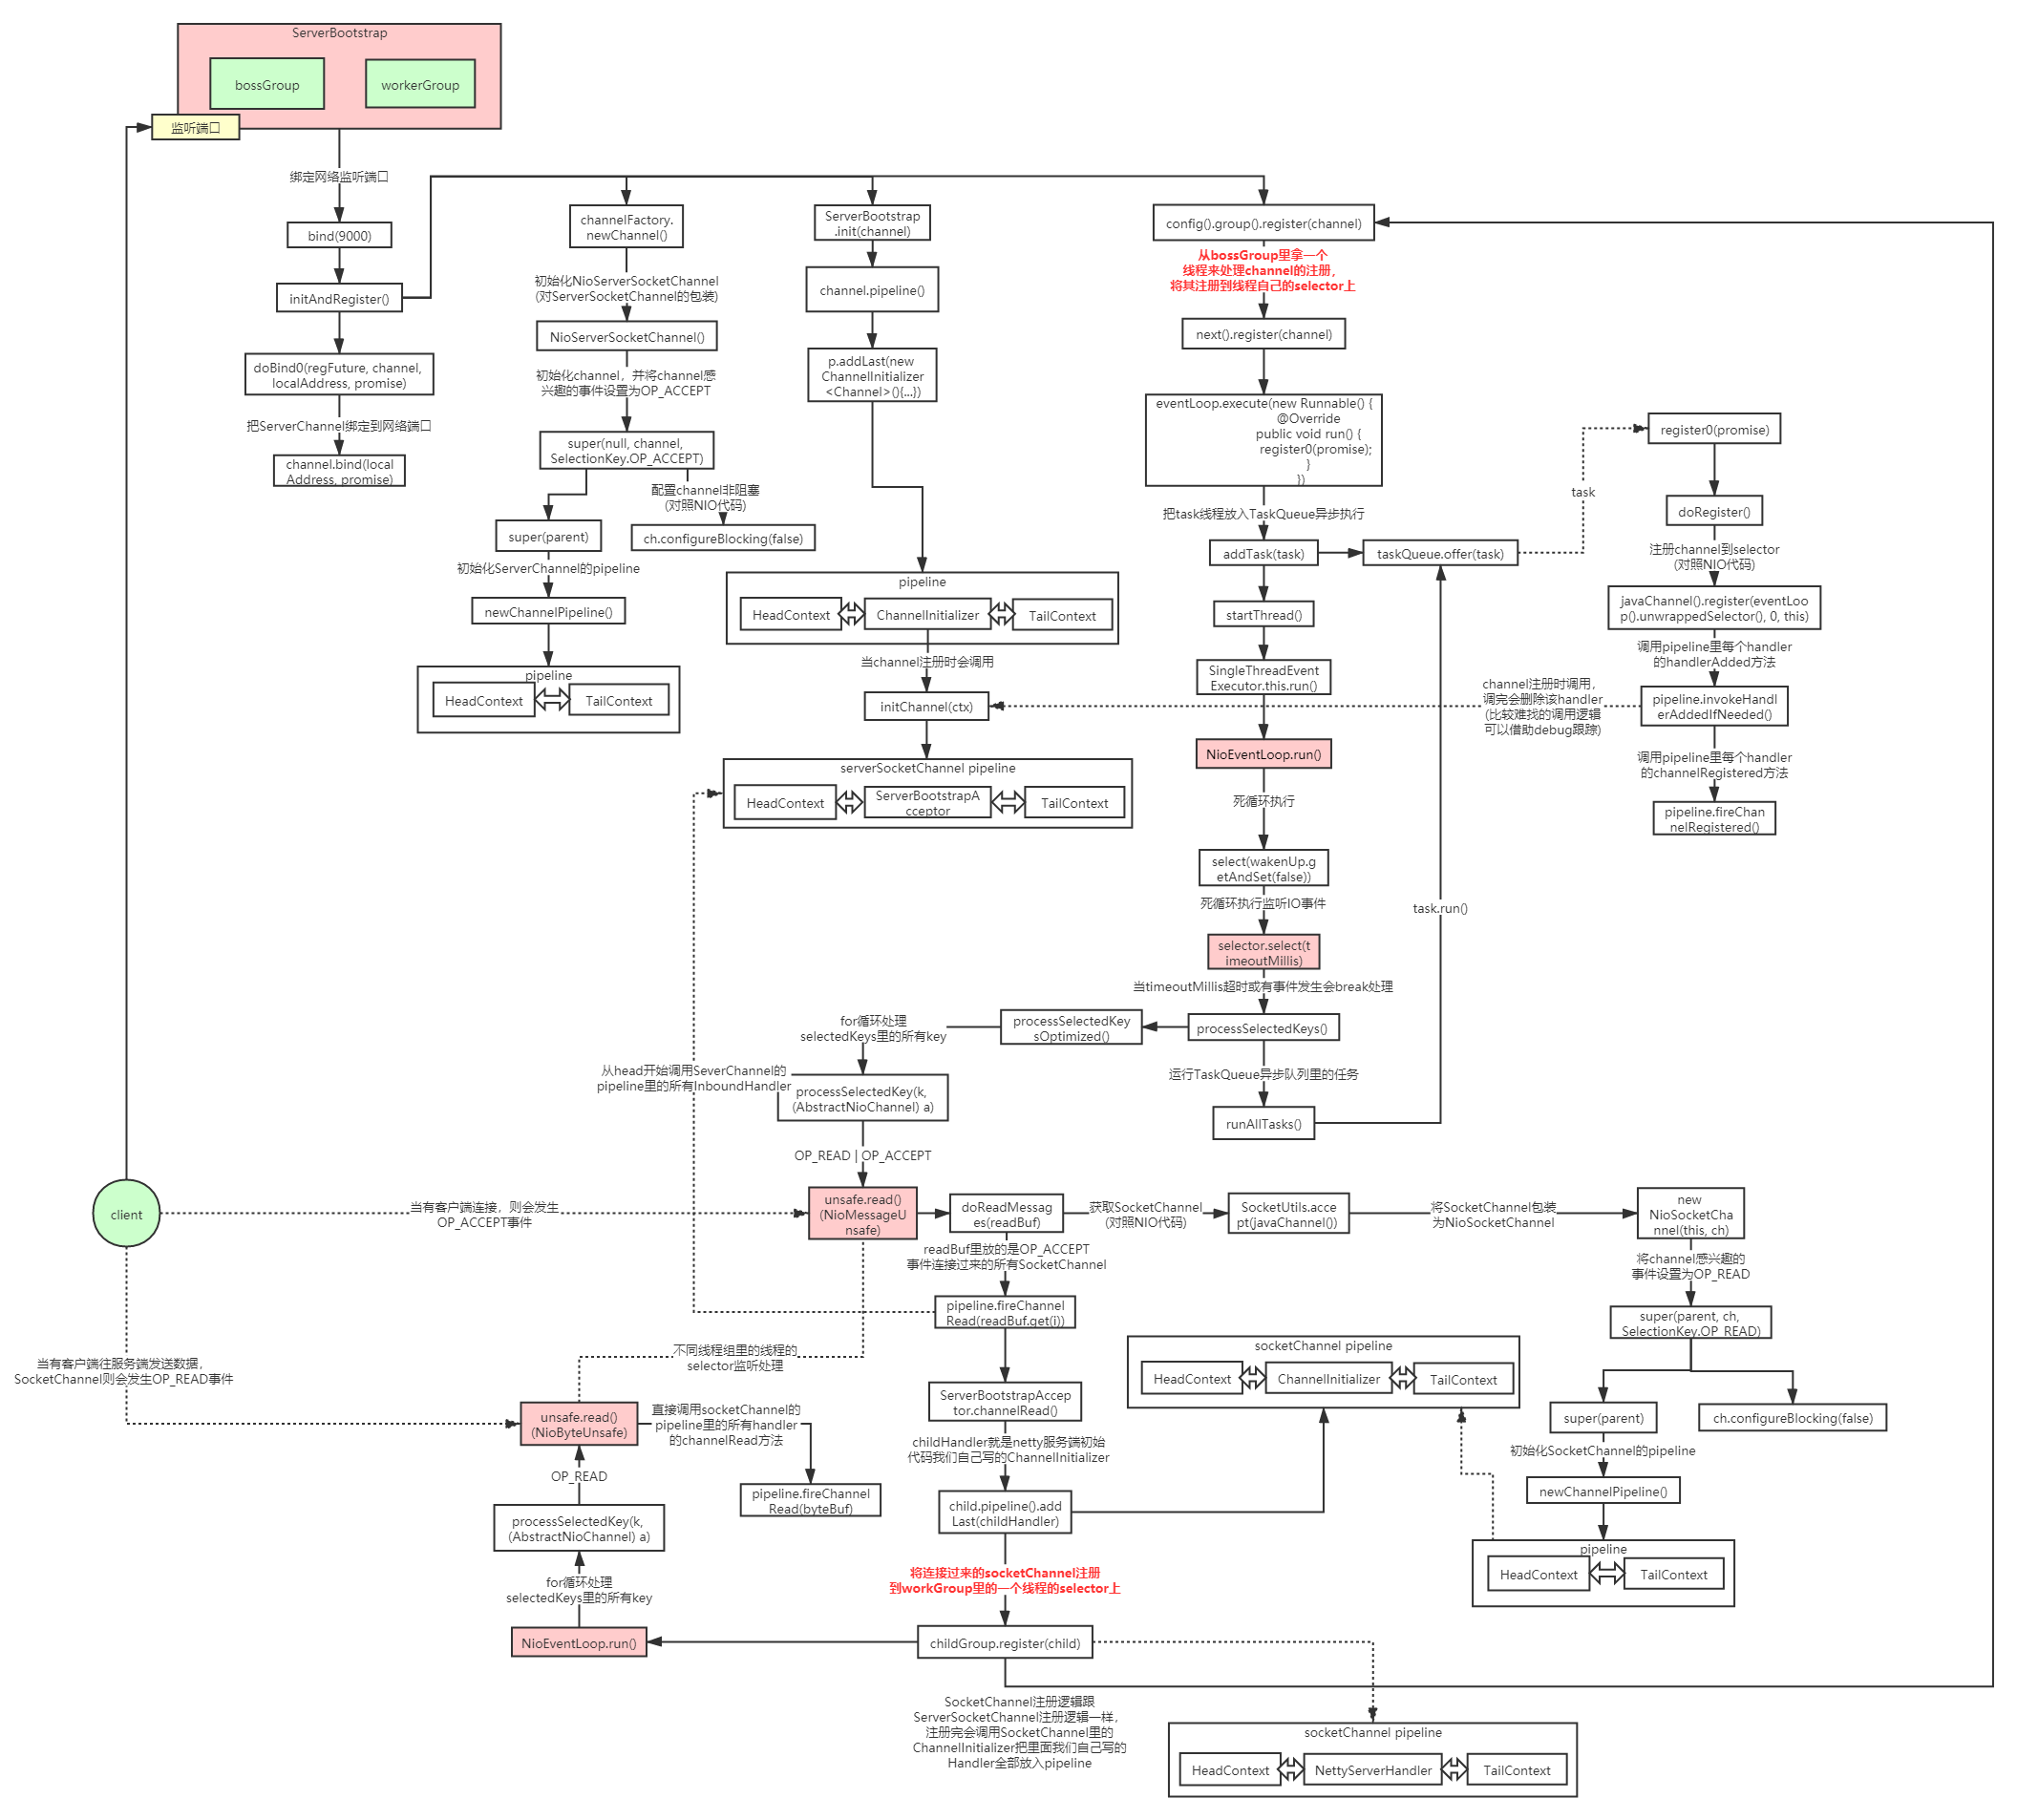 ServerBootstrap
bossGroup
workerGroup
监听端口
绑定网络监听端口
bind(9000)
initAndRegister()
doBind0(regFuture, channel,
localAddress, promise)
把ServerChannel绑定到网络端口
channel.bind(local
Address, promise)
channelFactory.
newChannel()
初始化NioServerSocketChannel
(对ServerSocketChannel的包装)
NioServerSocketChannel()
初始化channel，并将channel感
兴趣的事件设置为OP_ACCEPT
super(null, channel,
SelectionKey.OP_ACCEPT)
配置channel非阻塞
(对照NIO代码)
ch.configureBlocking(false)
super(parent)
初始化ServerChannel的pipeline
newChannelPipeline()
pipeline
HeadContext
TailContext
ServerBootstrap
.init(channel)
channel.pipeline()
p.addLast(new
ChannelInitializer
<Channel>(){...})
pipeline
HeadContext
ChannelInitializer
TailContext
当channel注册时会调用
initChannel(ctx)
serverSocketChannel pipeline
HeadContext
ServerBootstrapA
cceptor
TailContext
config().group().register(channel)
从bossGroup里拿一个
线程来处理channel的注册，
将其注册到线程自己的selector上
next().register(channel)
eventLoop.execute(new Runnable() {
@Override
public void run() {
register0(promise);
}
})
把task线程放入TaskQueue异步执行
addTask(task)
taskQueue.offer(task)
task
startThread()
SingleThreadEvent
Executor.this.run()
NioEventLoop.run()
死循环执行
select(wakenUp.g
etAndSet(false))
死循环执行监听IO事件
selector.select(t
imeoutMillis)
当timeoutMillis超时或有事件发生会break处理
processSelectedKeys()
运行TaskQueue异步队列里的任务
runAllTasks()
task.run()
register0(promise)
doRegister()
注册channel到selector
(对照NIO代码)
javaChannel().register(eventLoo
p().unwrappedSelector(), 0, this)
调用pipeline里每个handler
的handlerAdded方法
pipeline.invokeHandl
erAddedIfNeeded()
channel注册时调用，
调完会删除该handler
(比较难找的调用逻辑
可以借助debug跟踪)
调用pipeline里每个handler
的channelRegistered方法
pipeline.fireChan
nelRegistered()
processSelectedKey
sOptimized()
for循环处理
selectedKeys里的所有key
processSelectedKey(k,
(AbstractNioChannel) a)
从head开始调用SeverChannel的
pipeline里的所有InboundHandler
OP_READ | OP_ACCEPT
client
当有客户端连接，则会发生
OP_ACCEPT事件
unsafe.read()
(NioMessageU
nsafe)
doReadMessag
es(readBuf)
获取SocketChannel
(对照NIO代码)
SocketUtils.acce
pt(javaChannel())
将SocketChannel包装
为NioSocketChannel
new
NioSocketCha
nnel(this, ch)
将channel感兴趣的
事件设置为OP_READ
super(parent, ch,
SelectionKey.OP_READ)
super(parent)
ch.configureBlocking(false)
初始化SocketChannel的pipeline
newChannelPipeline()
pipeline
HeadContext
TailContext
readBuf里放的是OP_ACCEPT
事件连接过来的所有SocketChannel
pipeline.fireChannel
Read(readBuf.get(i))
ServerBootstrapAccep
tor.channelRead()
childHandler就是netty服务端初始
代码我们自己写的ChannelInitializer
child.pipeline().add
Last(childHandler)
socketChannel pipeline
HeadContext
ChannelInitializer
TailContext
将连接过来的socketChannel注册
到workGroup里的一个线程的selector上
childGroup.register(child)
SocketChannel注册逻辑跟
ServerSocketChannel注册逻辑一样，
注册完会调用SocketChannel里的
ChannelInitializer把里面我们自己写的
Handler全部放入pipeline
socketChannel pipeline
HeadContext
NettyServerHandler
TailContext
不同线程组里的线程的
selector监听处理
当有客户端往服务端发送数据，
SocketChannel则会发生OP_READ事件
unsafe.read()
(NioByteUnsafe)
直接调用socketChannel的
pipeline里的所有handler
的channelRead方法
pipeline.fireChannel
Read(byteBuf)
OP_READ
processSelectedKey(k,
(AbstractNioChannel) a)
for循环处理
selectedKeys里的所有key
NioEventLoop.run()